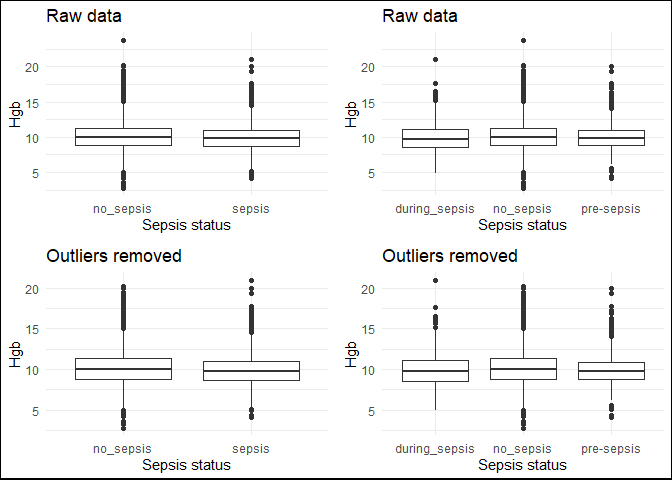 Raw data
Hgb
20
15
10
5
no_sepsis sepsis
Sepsis status
Raw data
Hgb
20
15
10
5
during_sepsis no_sepsis pre-sepsis
Sepsis status
Outliers removed
Hgb
20
15
10
5
no_sepsis sepsis
Sepsis status
Outliers removed
Hgb
20
15
10
5
during_sepsis no_sepsis pre-sepsis
Sepsis status